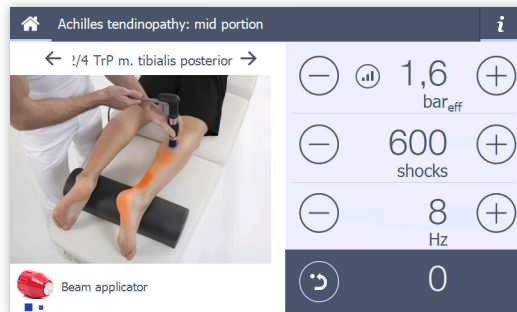 Achilles tendinopathy: mid portion
i
2/4 TrP m. tibialis posterior
Beam applicator
1,6
bar eff
600
shocks
8
Hz
0